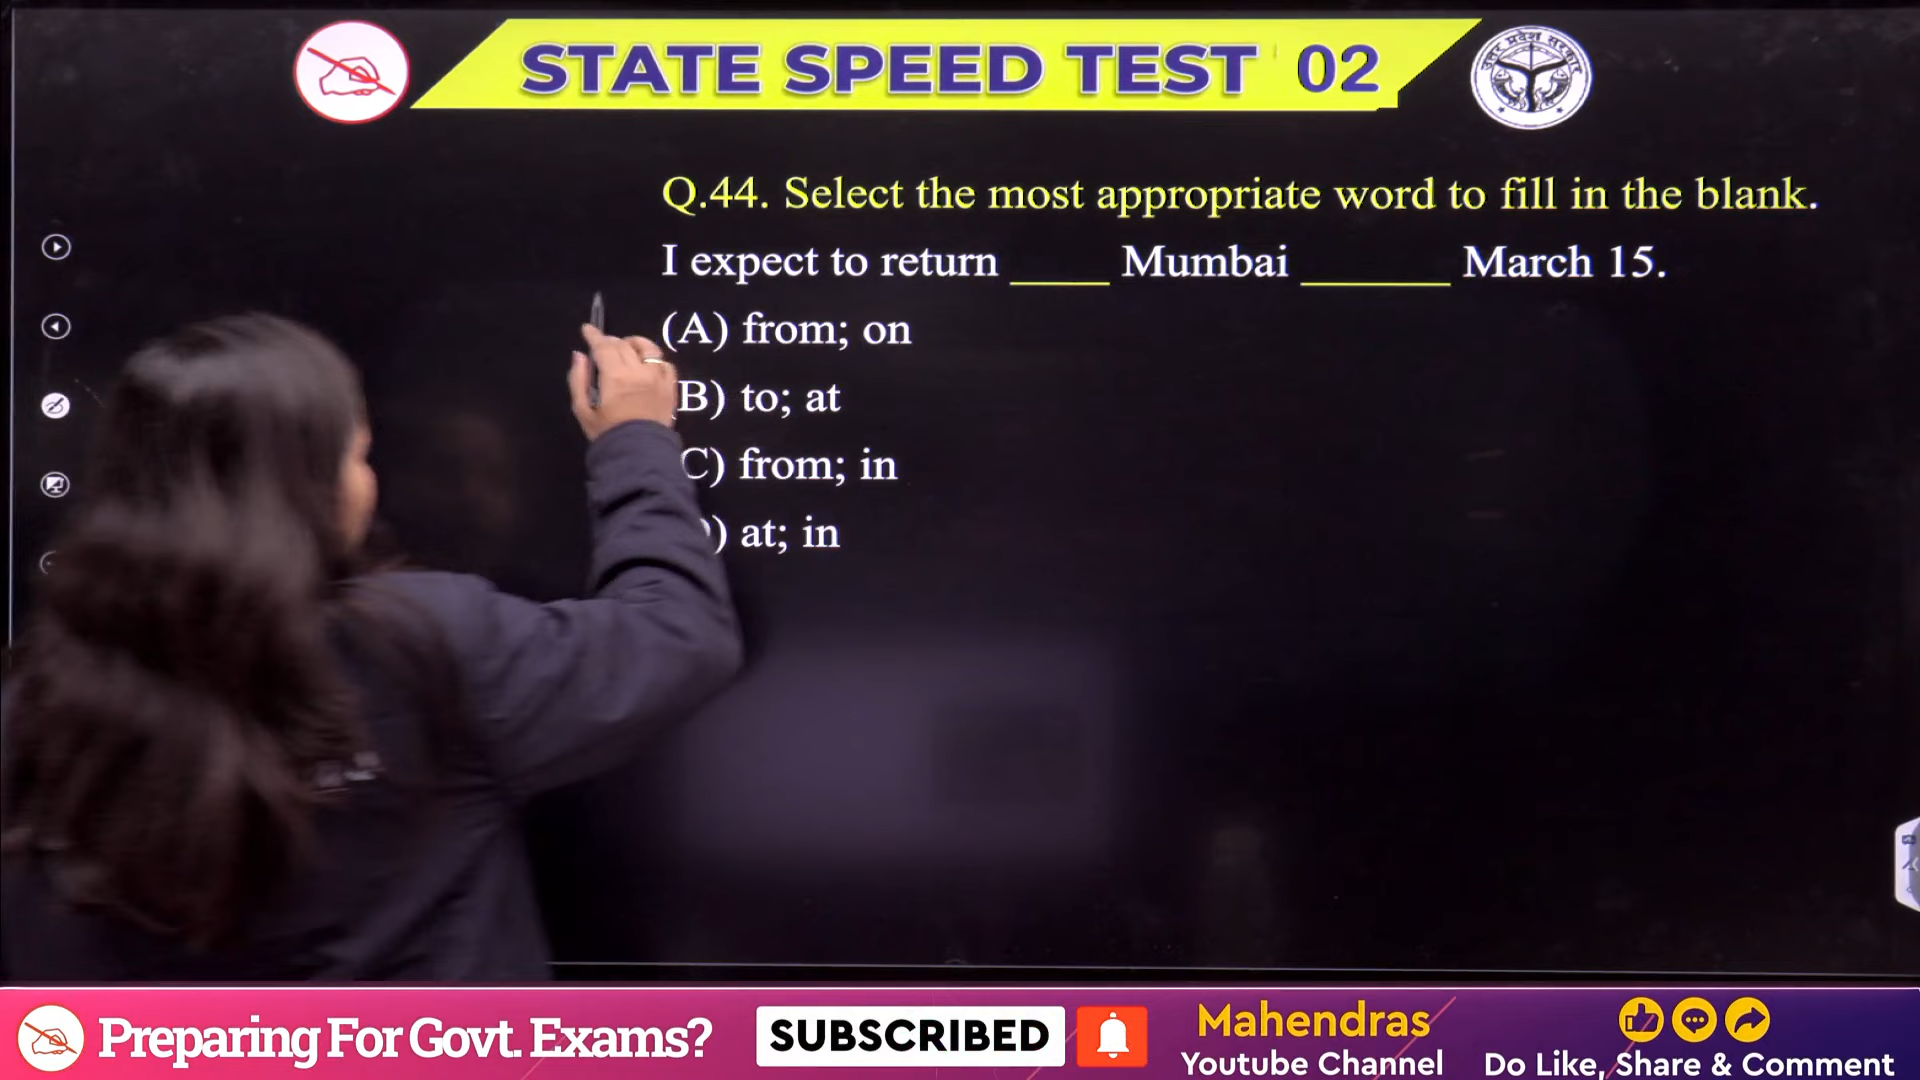 STATE SPEED TEST 02
Q.44. Select the most appropriate word to fill in the blank.
I expect to return ____ Mumbai ______ March 15.
(A) from; on
B) to; at
C) from; in
) at; in
Preparing For Govt. Exams?
SUBSCRIBED
Mahendras
Youtube Channel
Do Like, Share & Comment